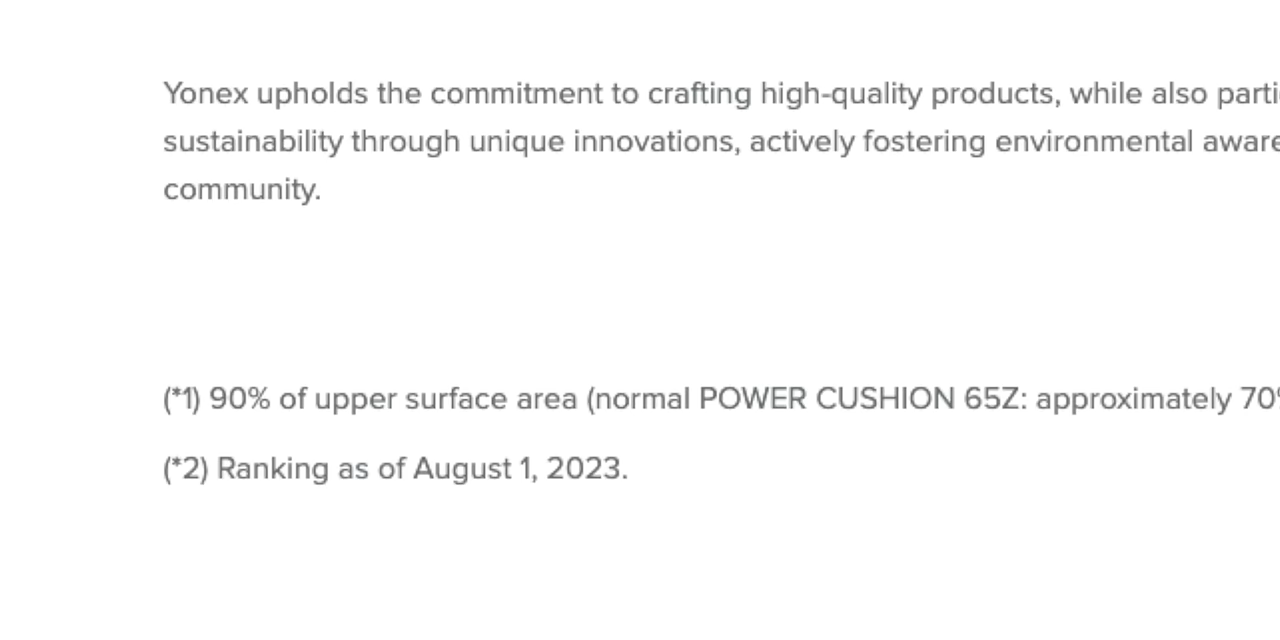 Yonex upholds the commitment to crafting high-quality products, while also
sustainability through unique innovations, actively fostering environmental
community.
(*1) 90% of upper surface area (normal POWER CUSHION 65Z: approximately 70%
(*2) Ranking as of August 1, 2023.